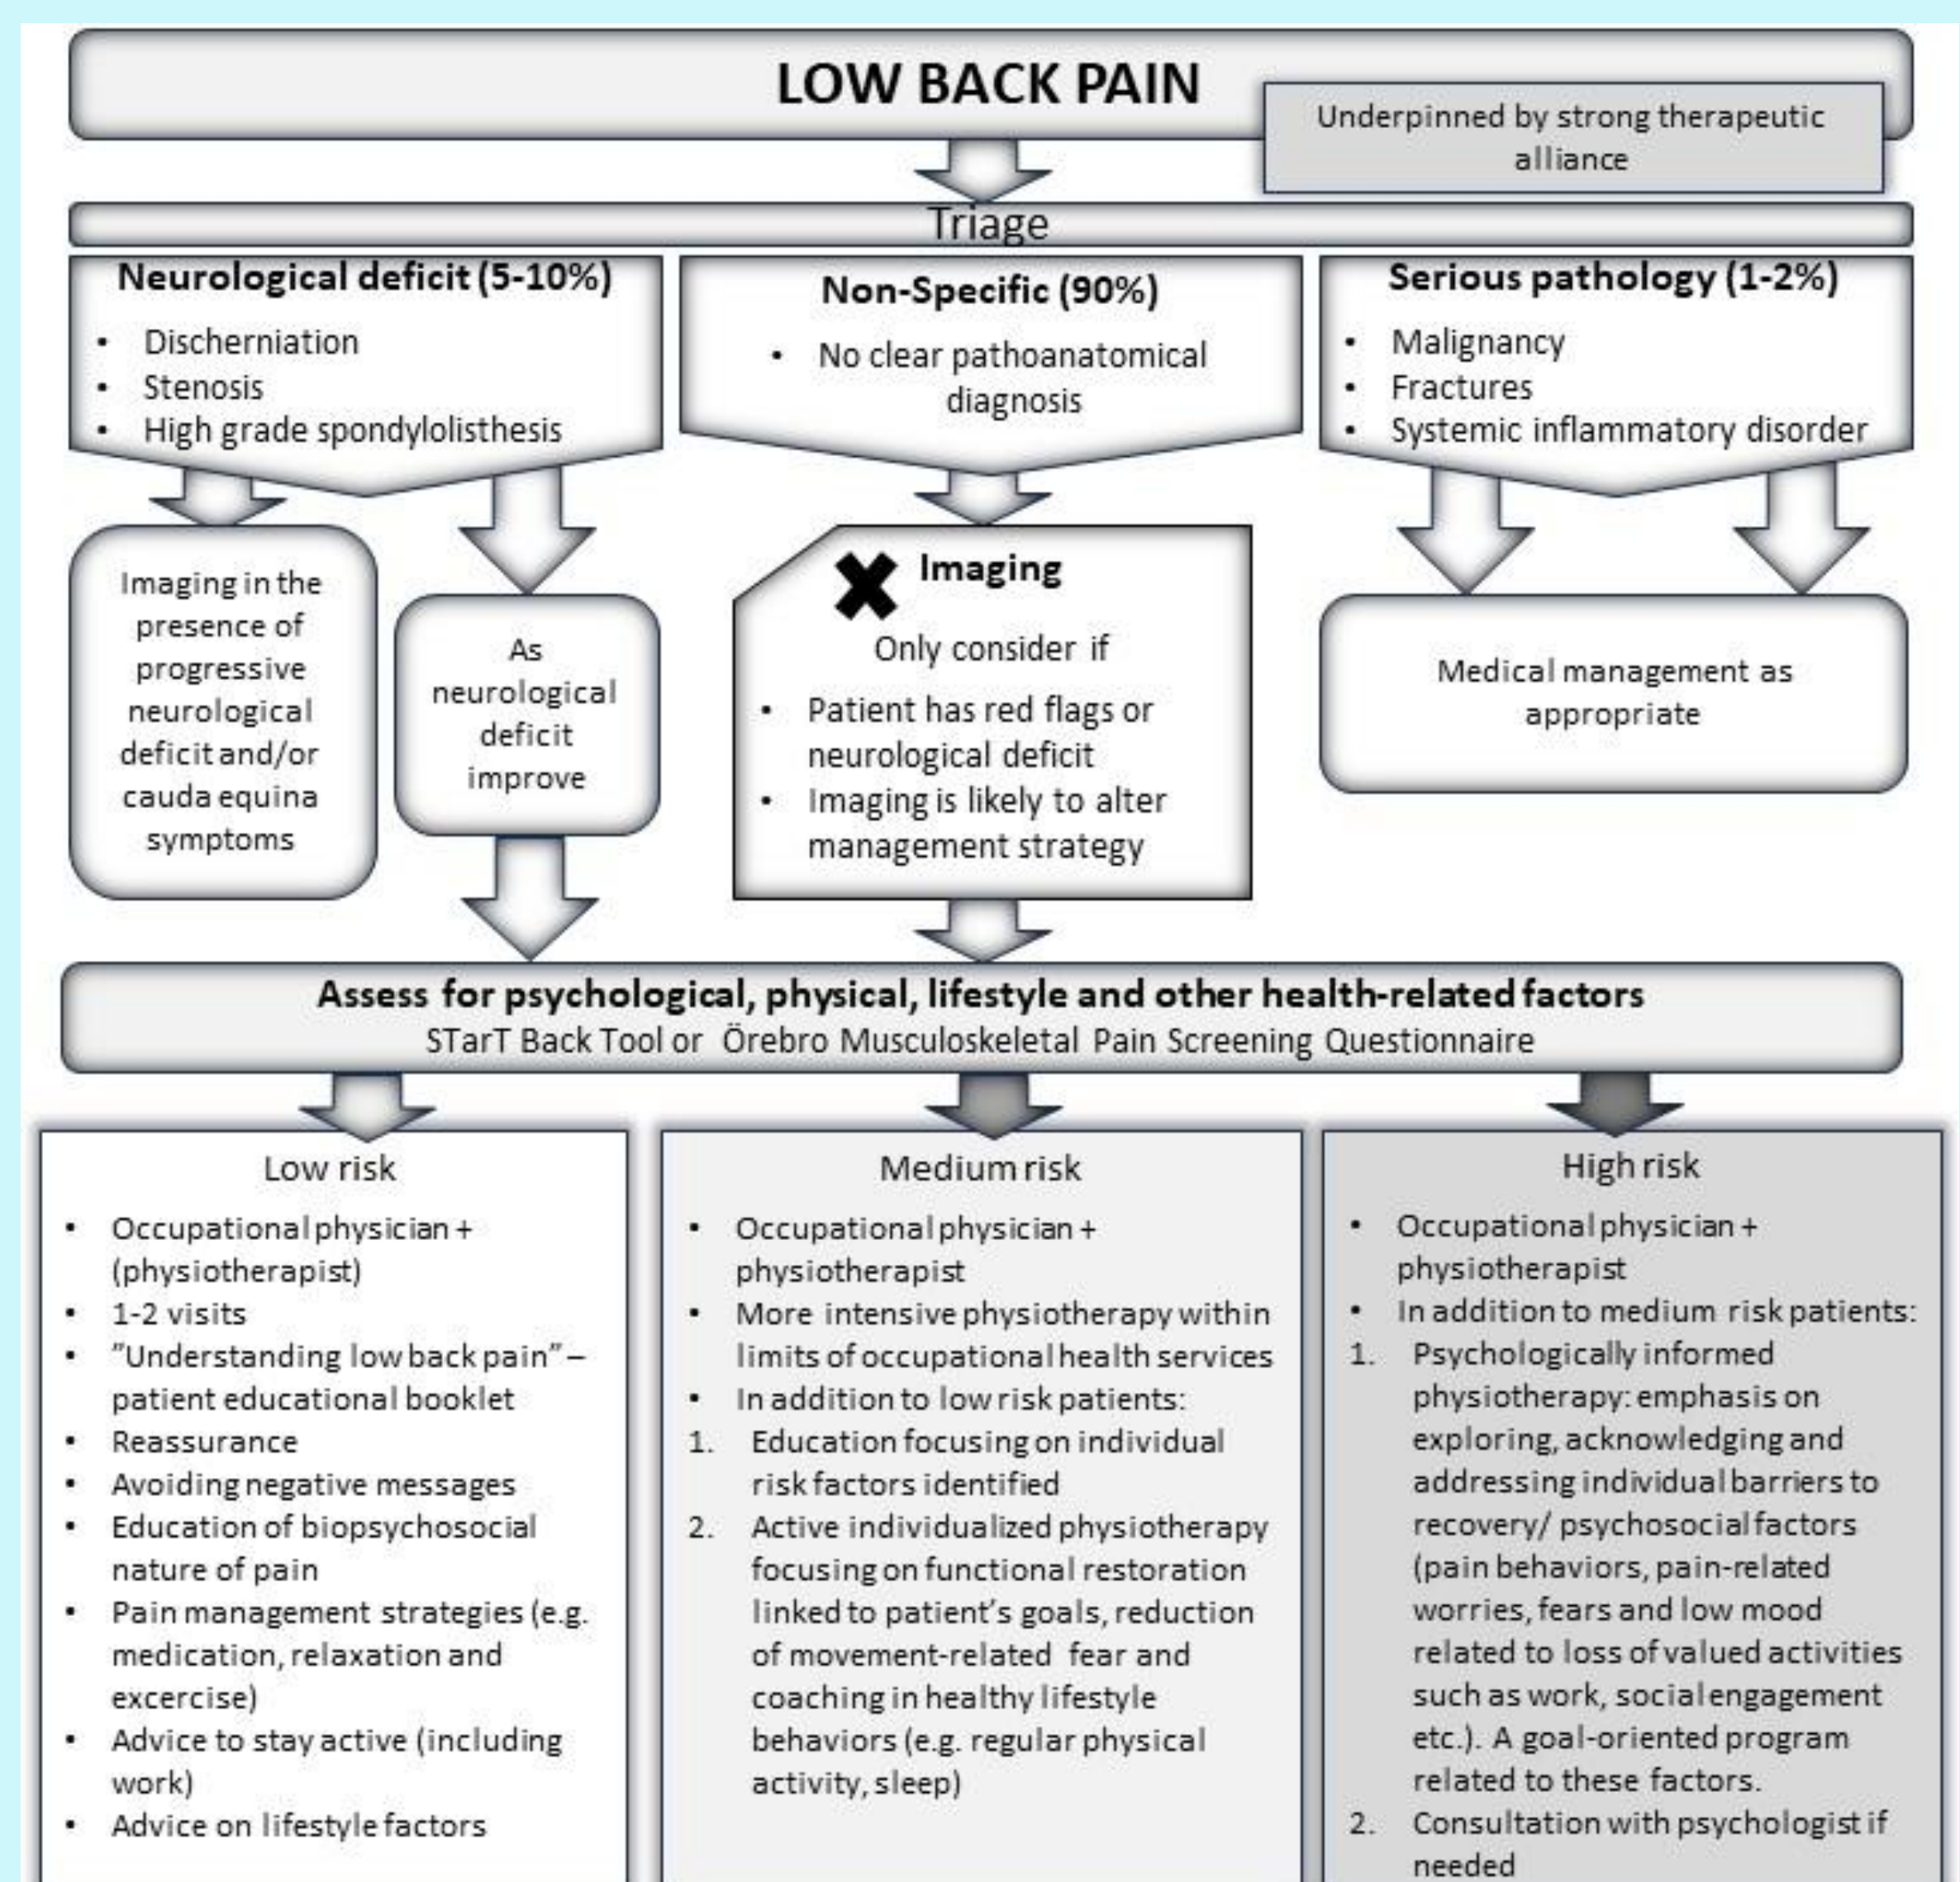 LOW BACK PAIN
Underpinned by strong therapeutic
alliance
Triage
Neurological deficit (5-10%)
• Discherniation
• Stenosis
• High grade spondylolisthesis
Non-Specific (90%)
• No clear pathoanatomical
diagnosis
Serious pathology (1-2%)
• Malignancy
• Fractures
• Systemic inflammatory disorder
Imaging in the
presence of
progressive
neurological
deficit and/or
cauda equina
symptoms
As
neurological
deficit
improve
Imaging
Only consider if
• Patient has red flags or
neurological deficit
• Imaging is likely to alter
management strategy
Medical management as
appropriate
Assess for psychological, physical, lifestyle and other health-related factors
STarT Back Tool or Örebro Musculoskeletal Pain Screening Questionnaire
Low risk
• Occupational physician +
(physiotherapist)
• 1-2 visits
• ”Understanding low back pain” –
patient educational booklet
• Reassurance
• Avoiding negative messages
• Education of biopsychosocial
nature of pain
• Pain management strategies (e.g.
medication, relaxation and
excercise)
• Advice to stay active (including
work)
• Advice on lifestyle factors
Medium risk
• Occupational physician +
physiotherapist
• More intensive physiotherapy within
limits of occupational health services
• In addition to low risk patients:
1. Education focusing on individual
risk factors identified
2. Active individualized physiotherapy
focusing on functional restoration
linked to patient’s goals, reduction
of movement-related fear and
coaching in healthy lifestyle
behaviors (e.g. regular physical
activity, sleep)
High risk
• Occupational physician +
physiotherapist
• In addition to medium risk patients:
1. Psychologically informed
physiotherapy: emphasis on
exploring, acknowledging and
addressing individual barriers to
recovery/ psychosocial factors
(pain behaviors, pain-related
worries, fears and low mood
related to loss of valued activities
such as work, social engagement
etc.). A goal-oriented program
related to these factors.
2. Consultation with psychologist if
needed